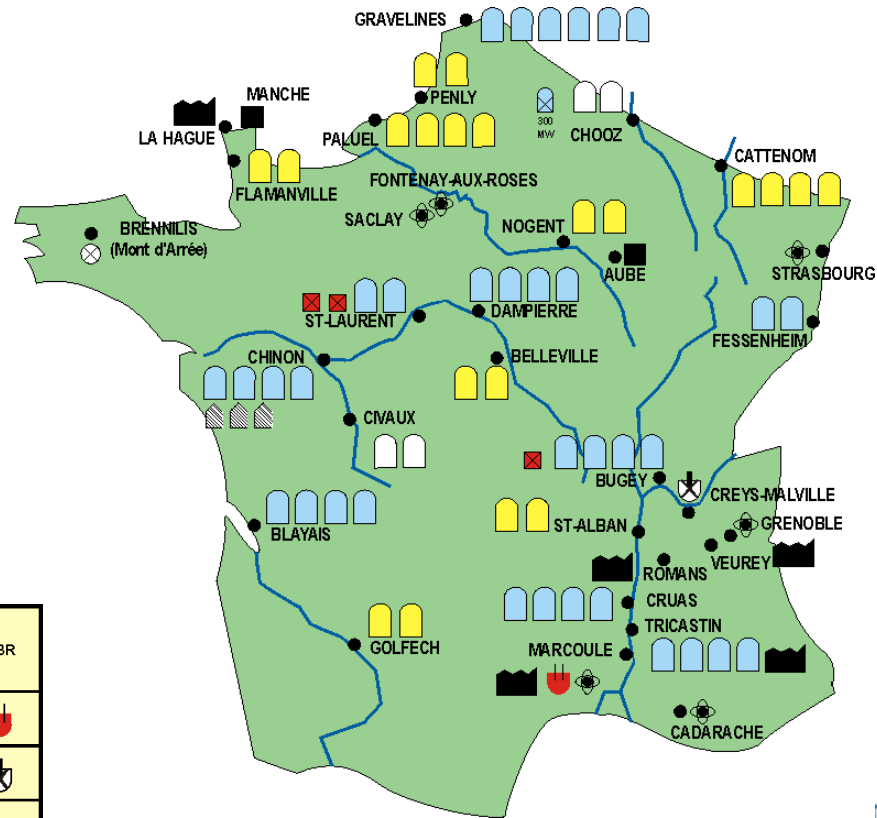 GRAVELINES
PENLY
MANCHE
LA HAGUE
PALUEL
300
MW
CHOOZ
CATTENOM
FLAMANVILLE
FONTENAY-AUX-ROSES
SACLAY
NOGENT
BRENNILIS
(Mont d'Arrée)
AUBE
STRASBOURG
ST-LAURENT
DAMPIERRE
FESSENHEIM
CHINON
BELLEVILLE
CIVAUX
BUGEY
CREYS-MALVILLE
BLAYAIS
ST-ALBAN
GRENOBLE
VEUREY
ROMANS
CRUAS
TRICASTIN
GOLFECH
MARCOULE
CADARACHE